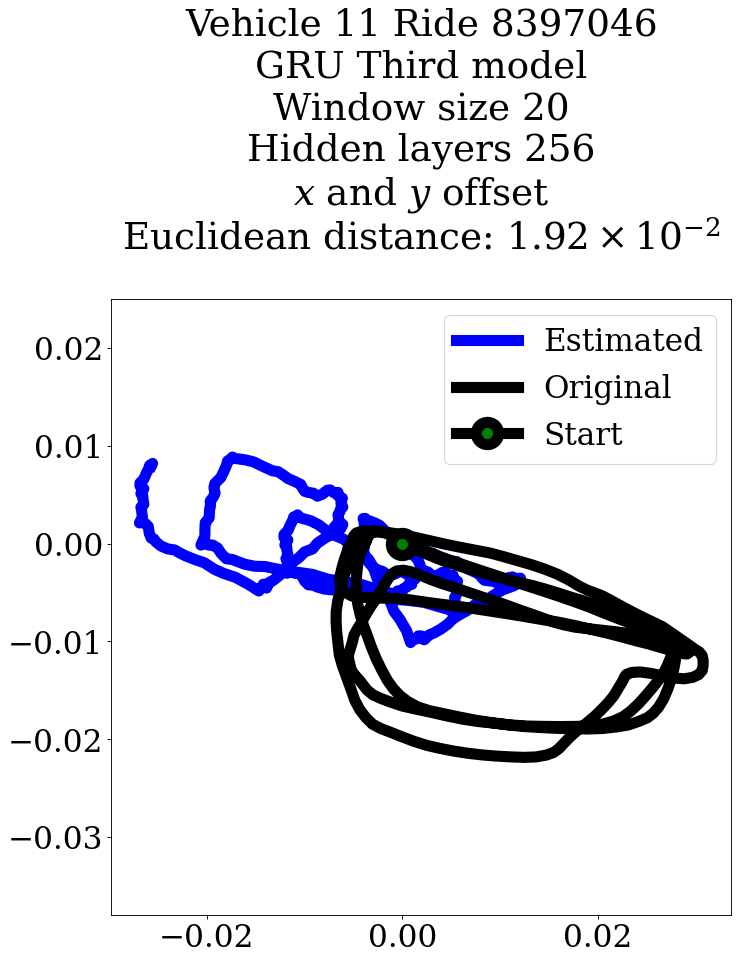 Vehicle 11 Ride 8397046
GRU Third model
Window size 20
Hidden layers 256
x and y offset
Euclidean distance: 1.92 × 10⁻²
Estimated
Original
Start
0.02
0.01
0.00
−0.01
−0.02
−0.03
−0.02 0.00 0.02